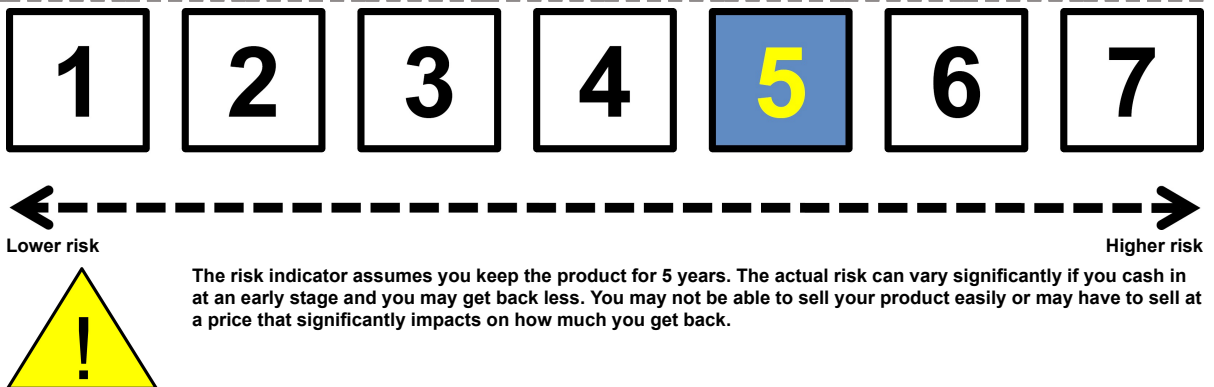 1 2 3 4 5 6 7
Lower risk Higher risk
The risk indicator assumes you keep the product for 5 years. The actual risk can vary significantly if you cash in
at an early stage and you may get back less. You may not be able to sell your product easily or may have to sell at
a price that significantly impacts on how much you get back.
!